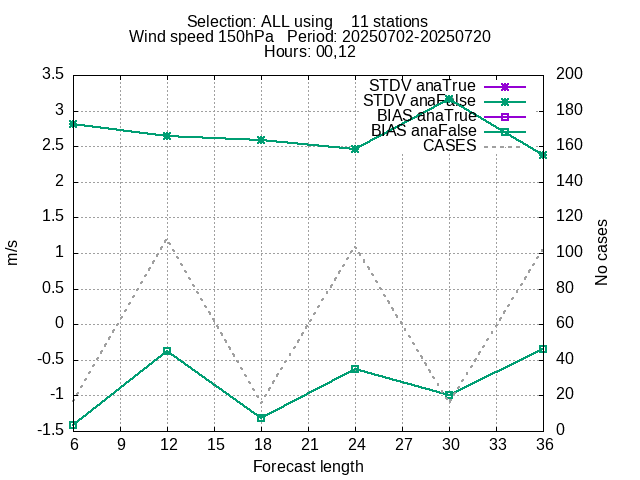 Selection: ALL using    11 stations
Wind speed 150hPa   Period: 20250702-20250720
Hours: 00,12
STDV anaTrue
STDV anaFalse
BIAS anaTrue
BIAS anaFalse
CASES
3.5
3
2.5
2
1.5
1
0.5
0
-0.5
-1
-1.5
m/s
200
180
160
140
120
100
80
60
40
20
0
No cases
6 9 12 15 18 21 24 27 30 33 36
Forecast length